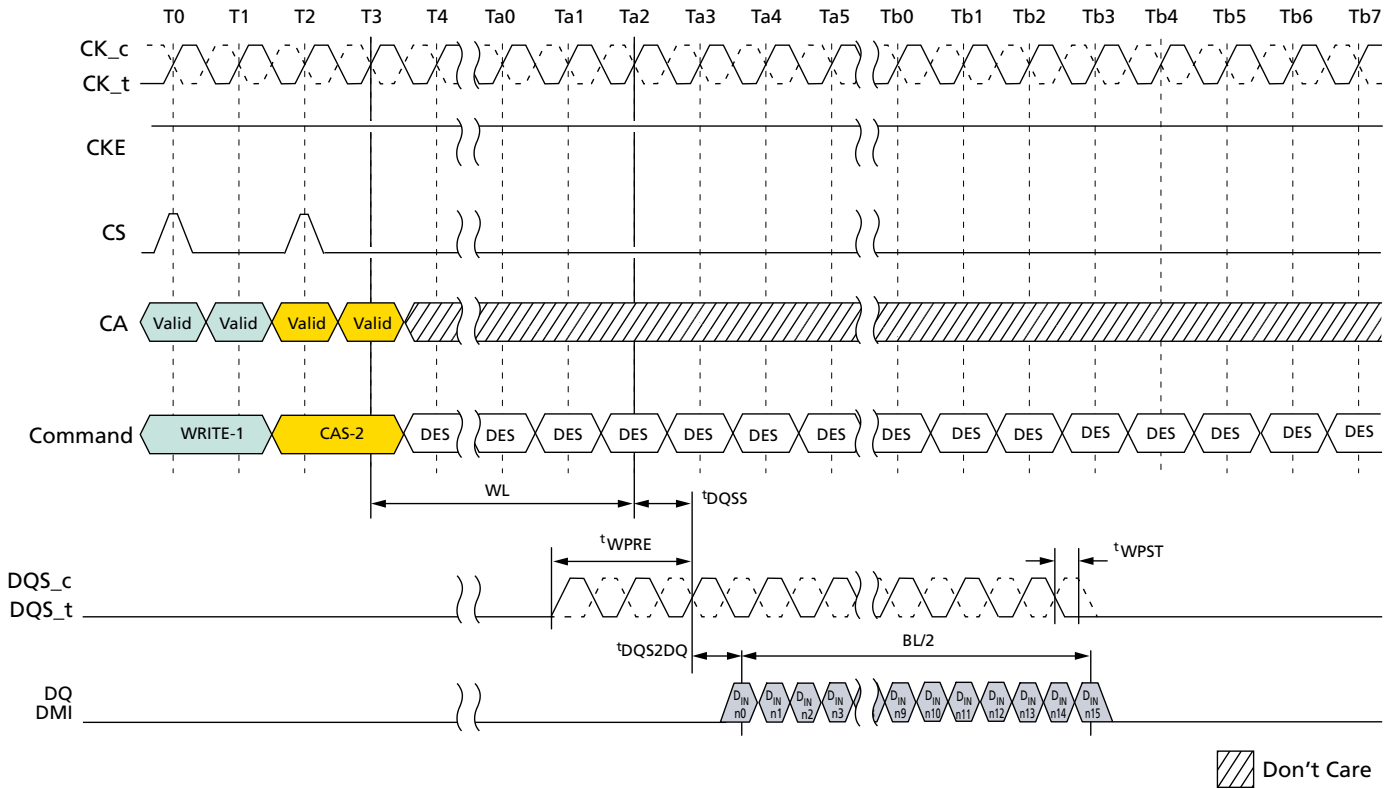 T0 T1 T2 T3 T4 Ta0 Ta1 Ta2 Ta3 Ta4 Ta5 Tb0 Tb1 Tb2 Tb3 Tb4 Tb5 Tb6 Tb7
CK_c
CK_t
CKE
CS
CA Valid Valid Valid Valid
Command WRITE-1 CAS-2 DES DES DES DES DES DES DES DES DES DES DES DES DES DES DES
WL tDQSS
tWPRE tWPST
DQS_c
DQS_t
tDQS2DQ BL/2
DQ
DMI
DIN n0 DIN n1 DIN n2 DIN n3 DIN n9 DIN n10 DIN n11 DIN n12 DIN n13 DIN n14 DIN n15
Don't Care